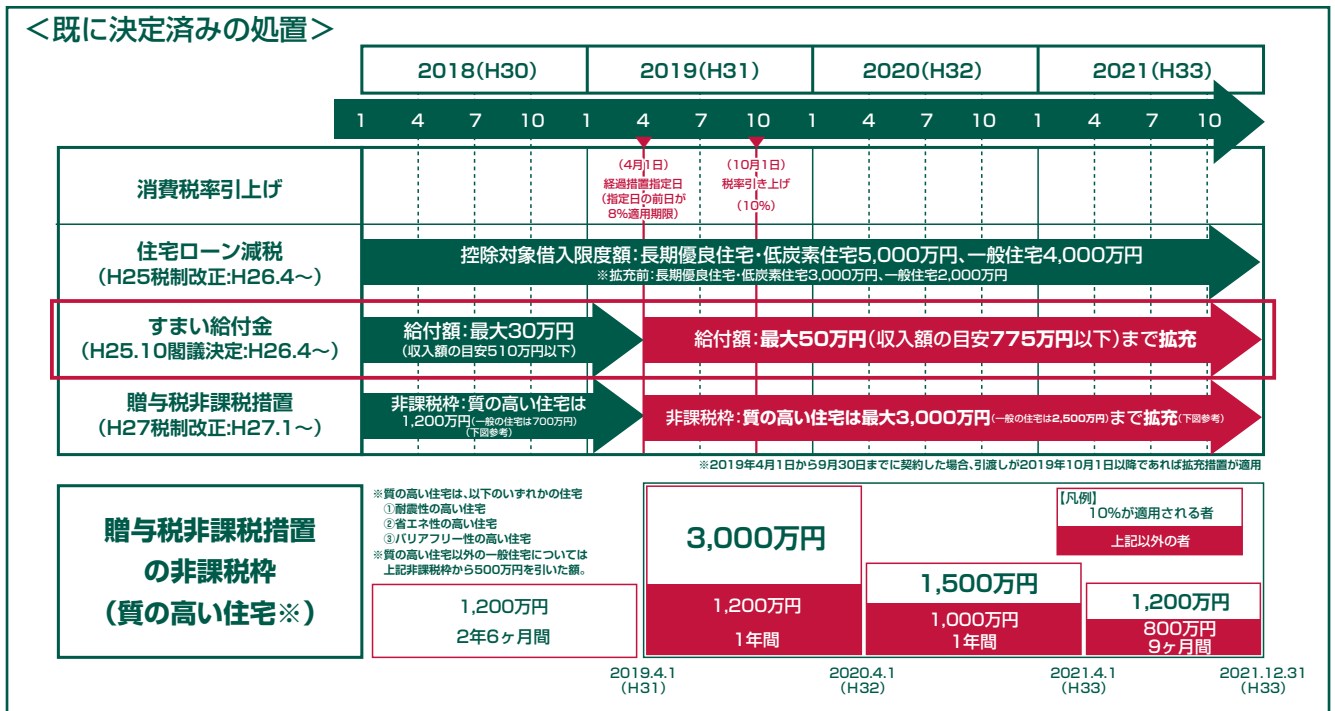 ＜既に決定済みの処置＞
2018(H30)
2019(H31)
2020(H32)
2021(H33)
1 4 7 10 1 4 7 10 1 4 7 10 1 4 7 10
消費税率引上げ
(4月1日)
経過措置指定日
(指定日の前日が
8%適用期限)
(10月1日)
税率引き上げ
(10%)
住宅ローン減税
(H25税制改正:H26.4～)
控除対象借入限度額:長期優良住宅・低炭素住宅5,000万円、一般住宅4,000万円
※拡充前:長期優良住宅・低炭素住宅3,000万円、一般住宅2,000万円
すまい給付金
(H25.10閣議決定:H26.4～)
給付額:最大30万円
(収入額の目安510万円以下)
給付額:最大50万円(収入額の目安775万円以下)まで拡充
贈与税非課税措置
(H27税制改正:H27.1～)
非課税枠:質の高い住宅は
1,200万円(一般の住宅は700万円)
(下図参考)
非課税枠:質の高い住宅は最大3,000万円(一般の住宅は2,500万円)まで拡充(下図参考)
※2019年4月1日から9月30日までに契約した場合、引渡しが2019年10月1日以降であれば拡充措置が適用
贈与税非課税措置
の非課税枠
(質の高い住宅※)
※質の高い住宅は、以下のいずれかの住宅
①耐震性の高い住宅
②省エネ性の高い住宅
③バリアフリー性の高い住宅
※質の高い住宅以外の一般住宅については
上記非課税枠から500万円を引いた額。
1,200万円
2年6ヶ月間
3,000万円
1,200万円
1年間
1,500万円
1,000万円
1年間
【凡例】
10%が適用される者
上記以外の者
1,200万円
800万円
9ヶ月間
2019.4.1
(H31)
2020.4.1
(H32)
2021.4.1
(H33)
2021.12.31
(H33)